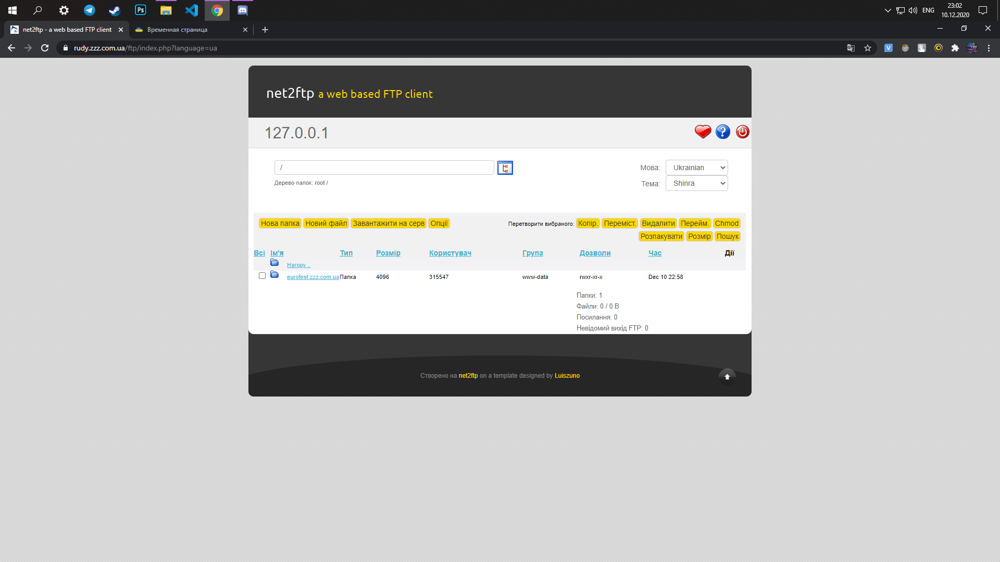 Ps
ENG
23:02
10.12.2020
net2ftp - a web based FTP client
Временная страница
rudy.zzz.com.ua/ftp/index.php?language=ua
V
net2ftp a web based FTP client
127.0.0.1
/
Мова: Ukrainian
Дерево папок: root /
Тема: Shinra
Нова папка Новий файл Завантажити на серв Опції
Перетворити вибраного: Копір. Переміст. Видалити Перейм. Chmod
Розпакувати Розмір Пошук
Всі Ім'я Тип Розмір Користувач Група Дозволи Час Дії
Нагору ..
eurofest.zzz.com.ua Папка 4096 315547 www-data rwxr-xr-x Dec 10 22:58
Папки: 1
Файли: 0 / 0 B
Посилання: 0
Невідомий вихід FTP: 0
Створено на net2ftp on a template designed by Luiszuno